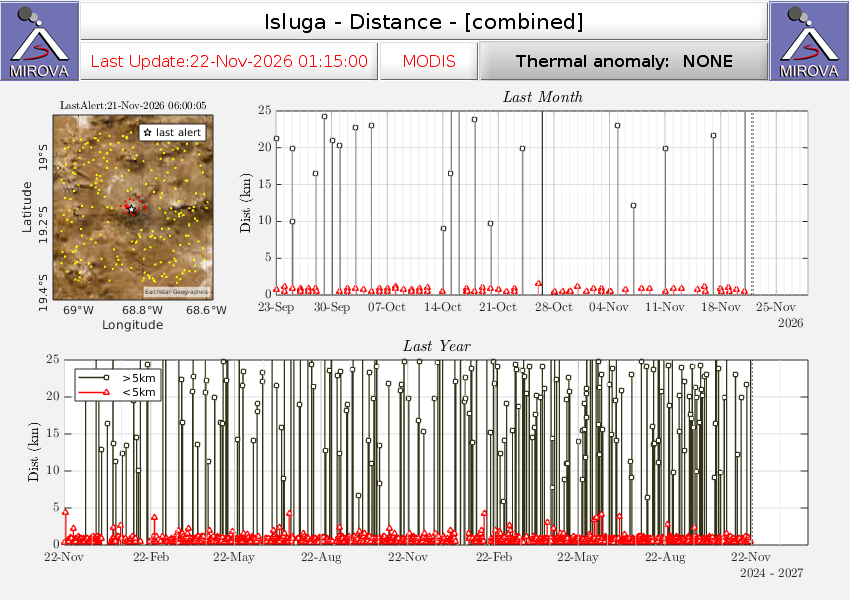 Isluga - Distance - [combined]
MIROVA
Last Update:22-Nov-2026 01:15:00
MODIS
Thermal anomaly: NONE
MIROVA
LastAlert:21-Nov-2026 06:00:05
last alert
19°S
19.2°S
19.4°S
Latitude
Earthstar Geographics
69°W
68.8°W
68.6°W
Longitude
Last Month
25
20
15
10
5
0
Dist (km)
23-Sep
30-Sep
07-Oct
14-Oct
21-Oct
28-Oct
04-Nov
11-Nov
18-Nov
25-Nov
2026
Last Year
25
20
15
10
5
0
Dist (km)
>5km
<5km
22-Nov
22-Feb
22-May
22-Aug
22-Nov
22-Feb
22-May
22-Aug
22-Nov
2024 - 2027